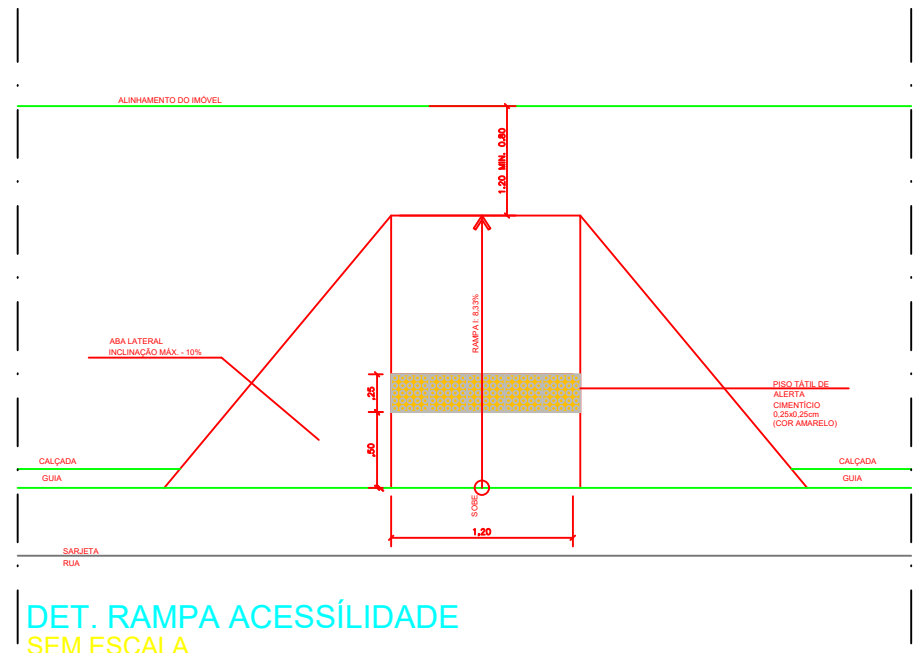 ALINHAMENTO DO IMÓVEL
1.20 MIN. 0.80
RAMPA I: 8,33%
ABA LATERAL
INCLINAÇÃO MÁX. - 10%
.25
PISO TÁTIL DE
ALERTA
CIMENTÍCIO
0,25x0,25cm
(COR AMARELO)
.50
CALÇADA
CALÇADA
GUIA
GUIA
SOBE
1,20
SARJETA
RUA
DET. RAMPA ACESSÍLIDADE
SEM ESCALA